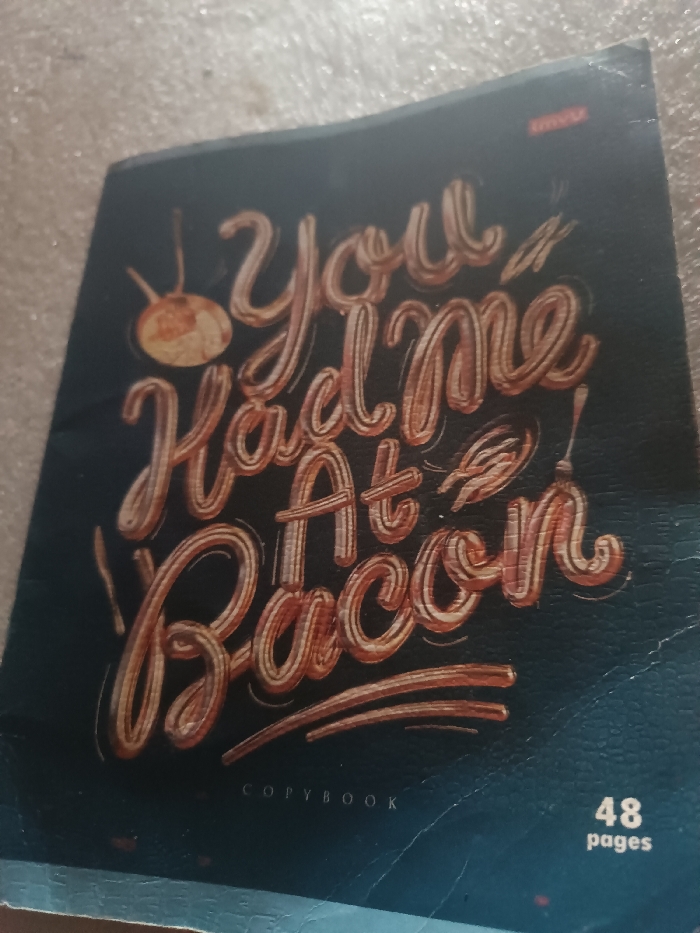 You
Had Me
At
Bacon
COPYBOOK
48
pages